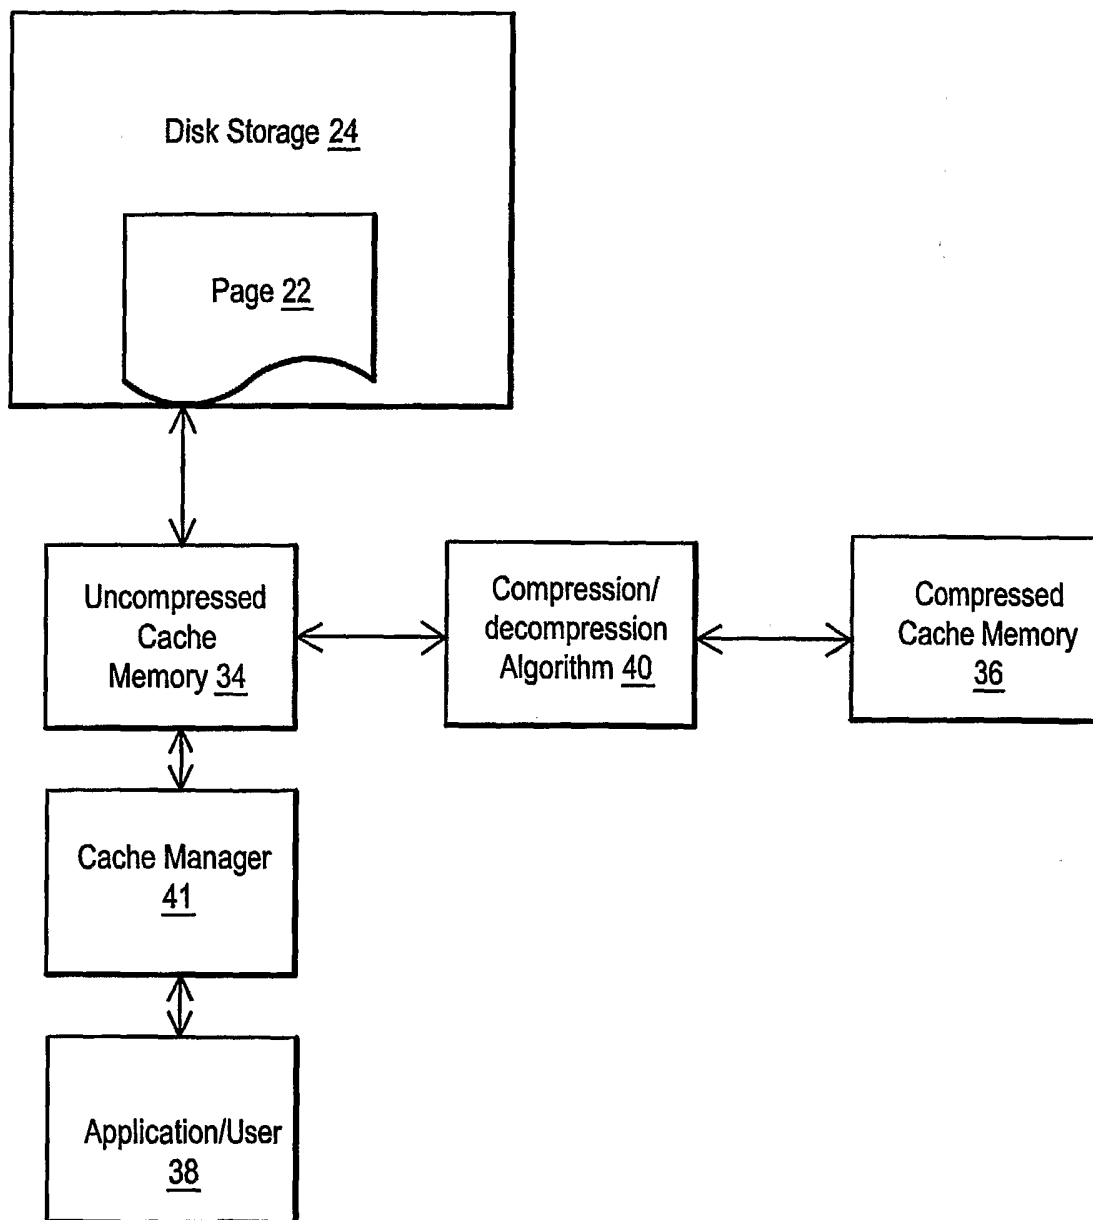 Disk Storage 24
Page 22
Uncompressed
Cache
Memory 34
Compression/
decompression
Algorithm 40
Compressed
Cache Memory
36
Cache Manager
41
Application/User
38